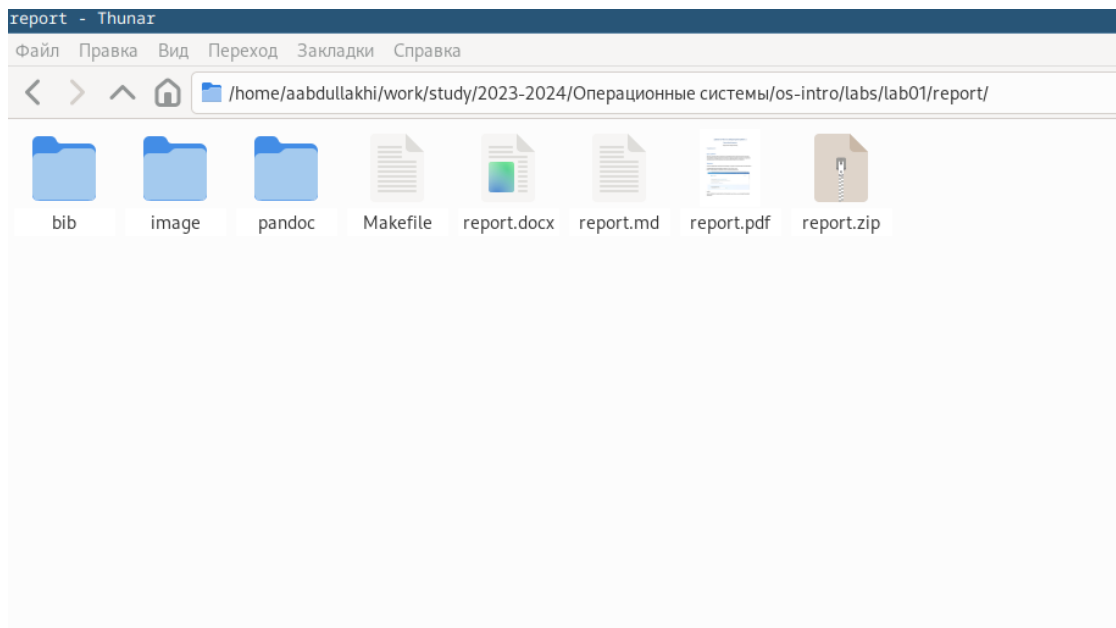 report - Thunar
Файл Правка Вид Переход Закладки Справка
/home/aabdullakhi/work/study/2023-2024/Операционные системы/os-intro/labs/lab01/report/
bib image pandoc Makefile report.docx report.md report.pdf report.zip